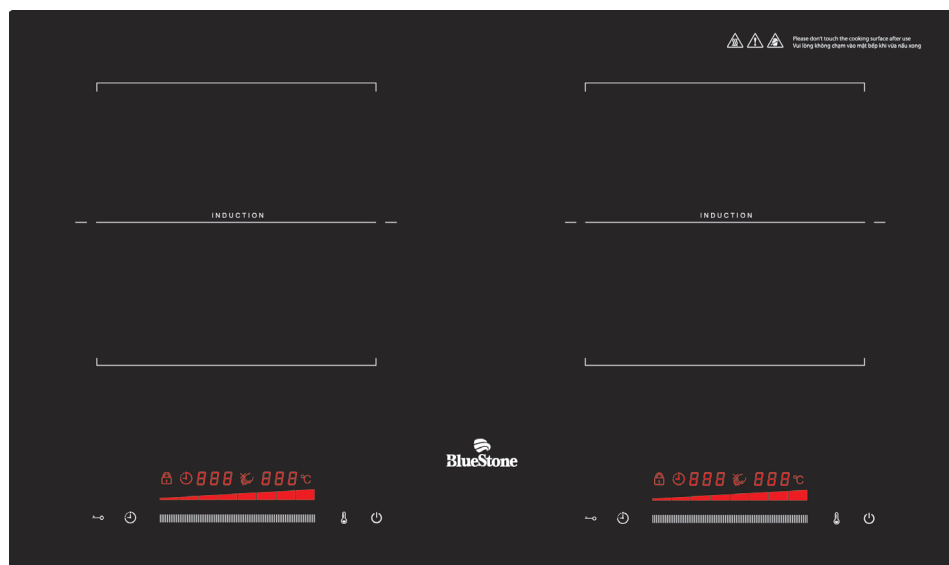 Please don't touch the cooking surface after use
Vui lòng không chạm vào mặt bếp khi vừa nấu xong
INDUCTION
INDUCTION
BlueStone
888 888 °C
888 888 °C